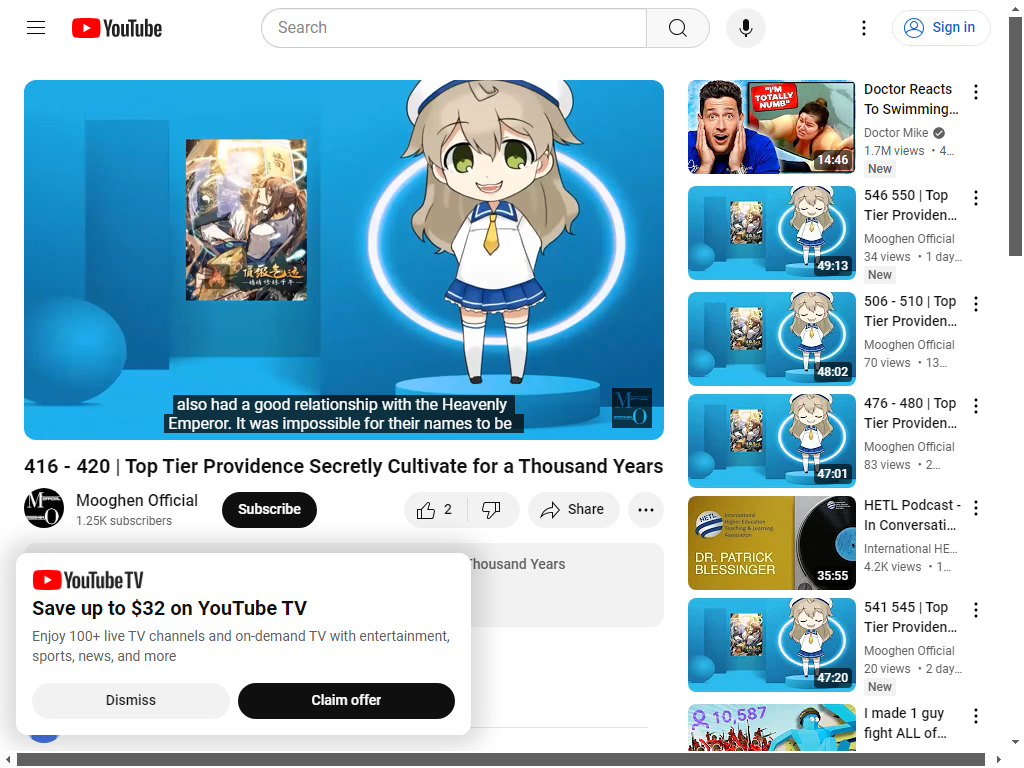 YouTube
Search
Sign in
also had a good relationship with the Heavenly
Emperor. It was impossible for their names to be
416 - 420 | Top Tier Providence Secretly Cultivate for a Thousand Years
Mooghen Official
1.25K subscribers
Subscribe
2
Share
Thousand Years
YouTube TV
Save up to $32 on YouTube TV
Enjoy 100+ live TV channels and on-demand TV with entertainment,
sports, news, and more
Dismiss
Claim offer
"I'M
TOTALLY
NUMB"
14:46
Doctor Reacts
To Swimming...
Doctor Mike
1.7M views • 4...
New
49:13
546 550 | Top
Tier Providen...
Mooghen Official
34 views • 1 day...
New
48:02
506 - 510 | Top
Tier Providen...
Mooghen Official
70 views • 13...
47:01
476 - 480 | Top
Tier Providen...
Mooghen Official
83 views • 2...
HETL
International
Higher Education
Teaching & Learning
Association
DR. PATRICK
BLESSINGER
35:55
HETL Podcast -
In Conversati...
International HE...
4.2K views • 1...
47:20
541 545 | Top
Tier Providen...
Mooghen Official
20 views • 2 day...
New
10,587
I made 1 guy
fight ALL of...